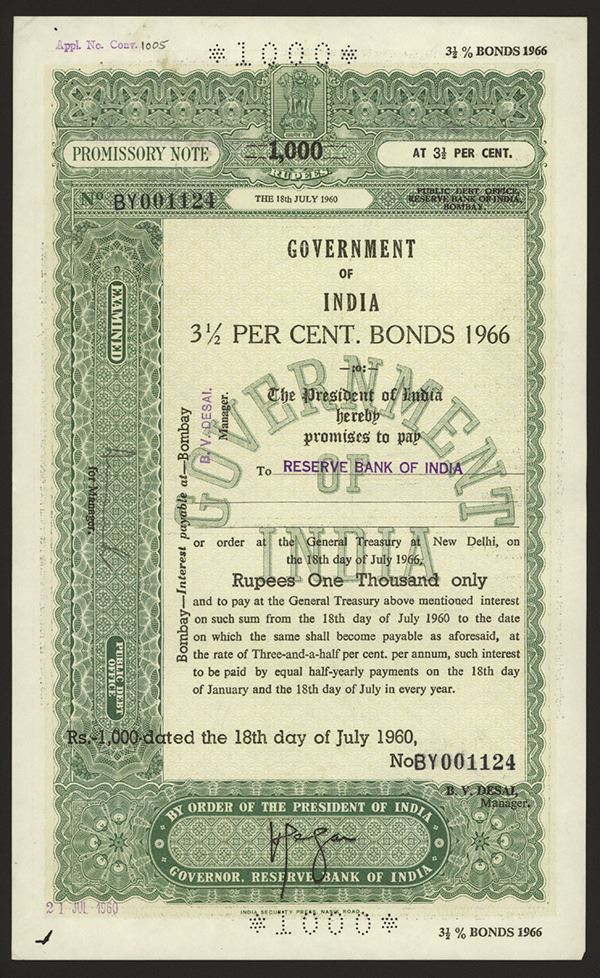 Appl. No. Conv. 1005
*1000*
3½ % BONDS 1966
PROMISSORY NOTE
1,000
RUPEES
AT 3½ PER CENT.
No BY001124
THE 18th JULY 1960
PUBLIC DEBT OFFICE,
RESERVE BANK OF INDIA,
BOMBAY.
EXAMINED
for Manager.
PUBLIC DEBT
OFFICE
GOVERNMENT
OF
INDIA
3½ PER CENT. BONDS 1966
—:o:—
GOVERNMENT
OF
INDIA
The President of India
hereby
promises to pay
To RESERVE BANK OF INDIA
or order at the General Treasury at New Delhi, on
the 18th day of July 1966,
Rupees One Thousand only
and to pay at the General Treasury above mentioned interest
on such sum from the 18th day of July 1960 to the date
on which the same shall become payable as aforesaid, at
the rate of Three-and-a-half per cent. per annum, such interest
to be paid by equal half-yearly payments on the 18th day
of January and the 18th day of July in every year.
Bombay—Interest payable at—Bombay
B. V. DESAI.
Manager.
Rs.-1,000-dated the 18th day of July 1960,
No BY001124
B. V. DESAI,
Manager.
BY ORDER OF THE PRESIDENT OF INDIA
GOVERNOR, RESERVE BANK OF INDIA
21 JUL 1960
INDIA SECURITY PRESS, NASIK ROAD.
*1000*
3½ % BONDS 1966